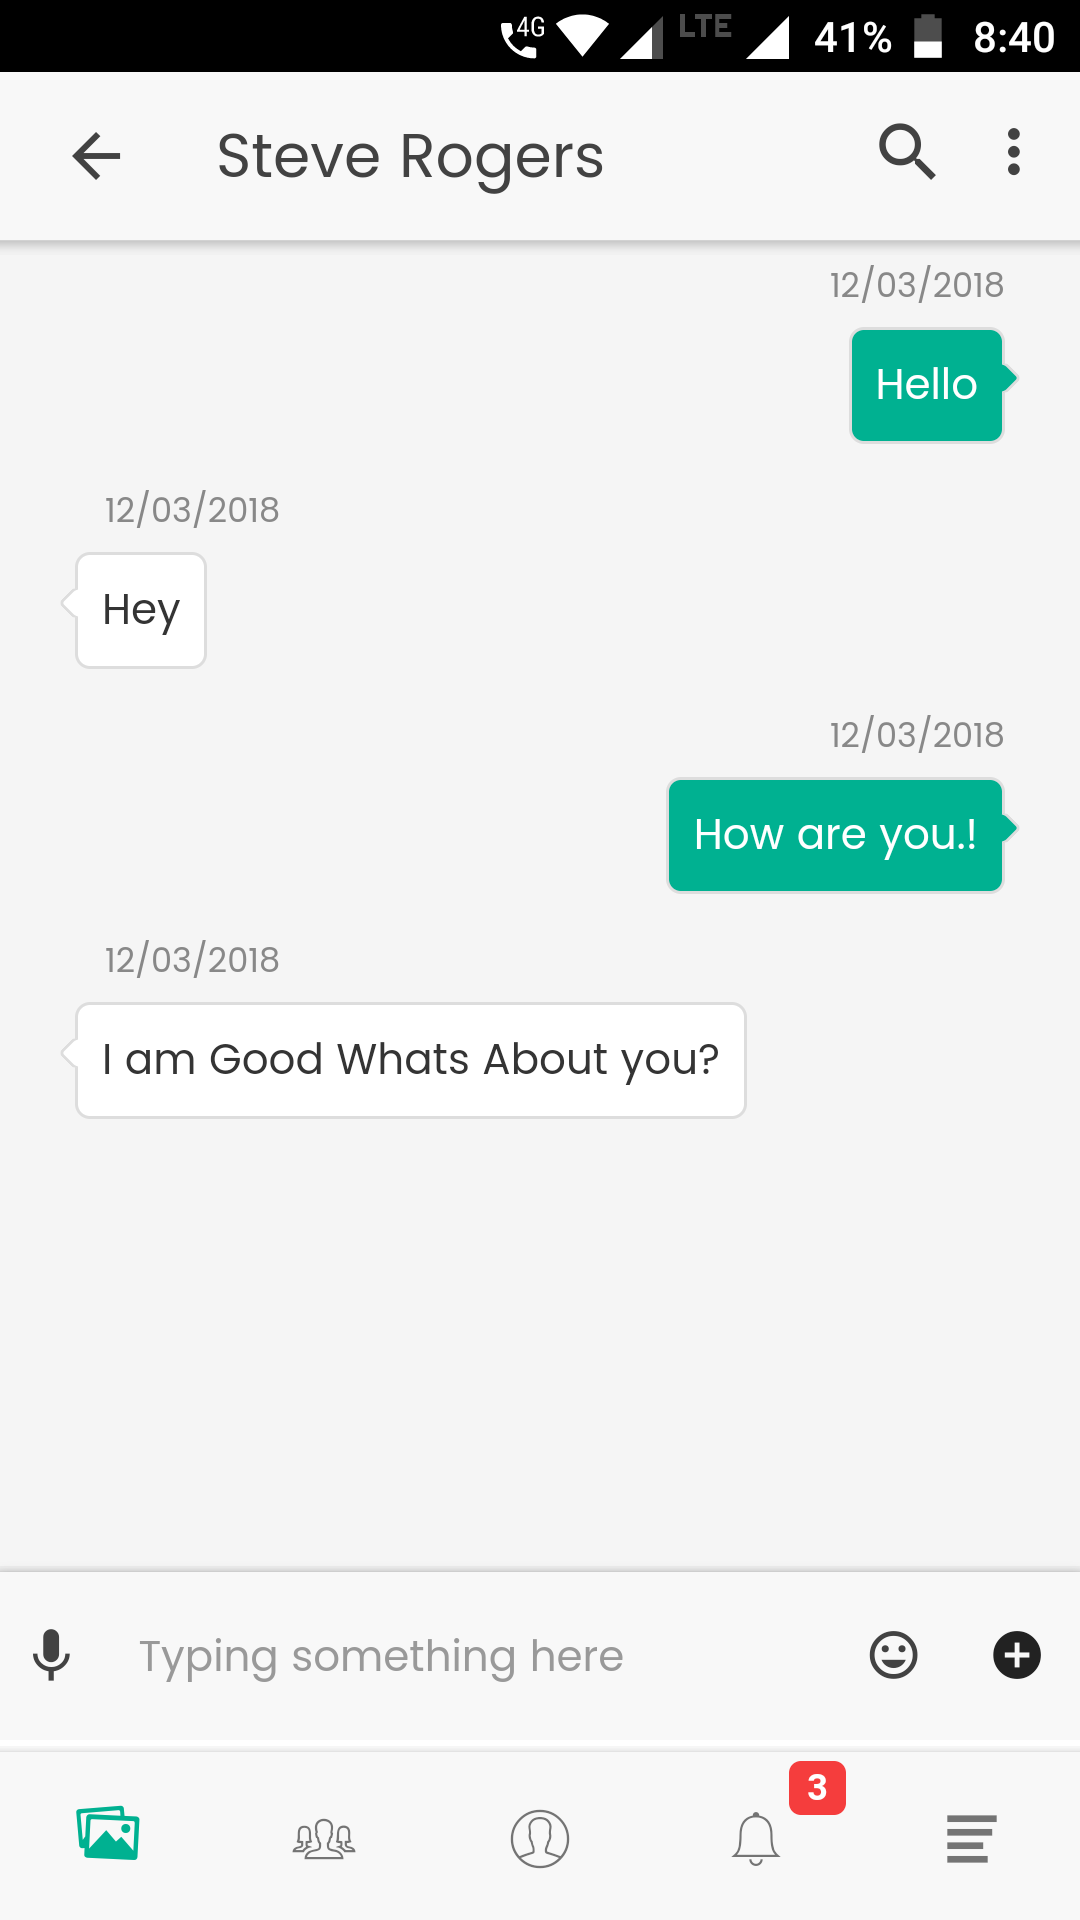 4G LTE 41% 8:40
Steve Rogers
12/03/2018
Hello
12/03/2018
Hey
12/03/2018
How are you.!
12/03/2018
I am Good Whats About you?
Typing something here
3